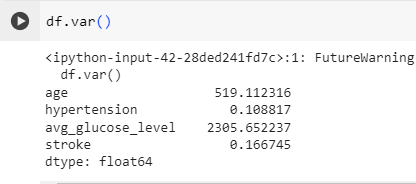 df.var()
<ipython-input-42-28ded241fd7c>:1: FutureWarning
df.var()
age 519.112316
hypertension 0.108817
avg_glucose_level 2305.652237
stroke 0.166745
dtype: float64